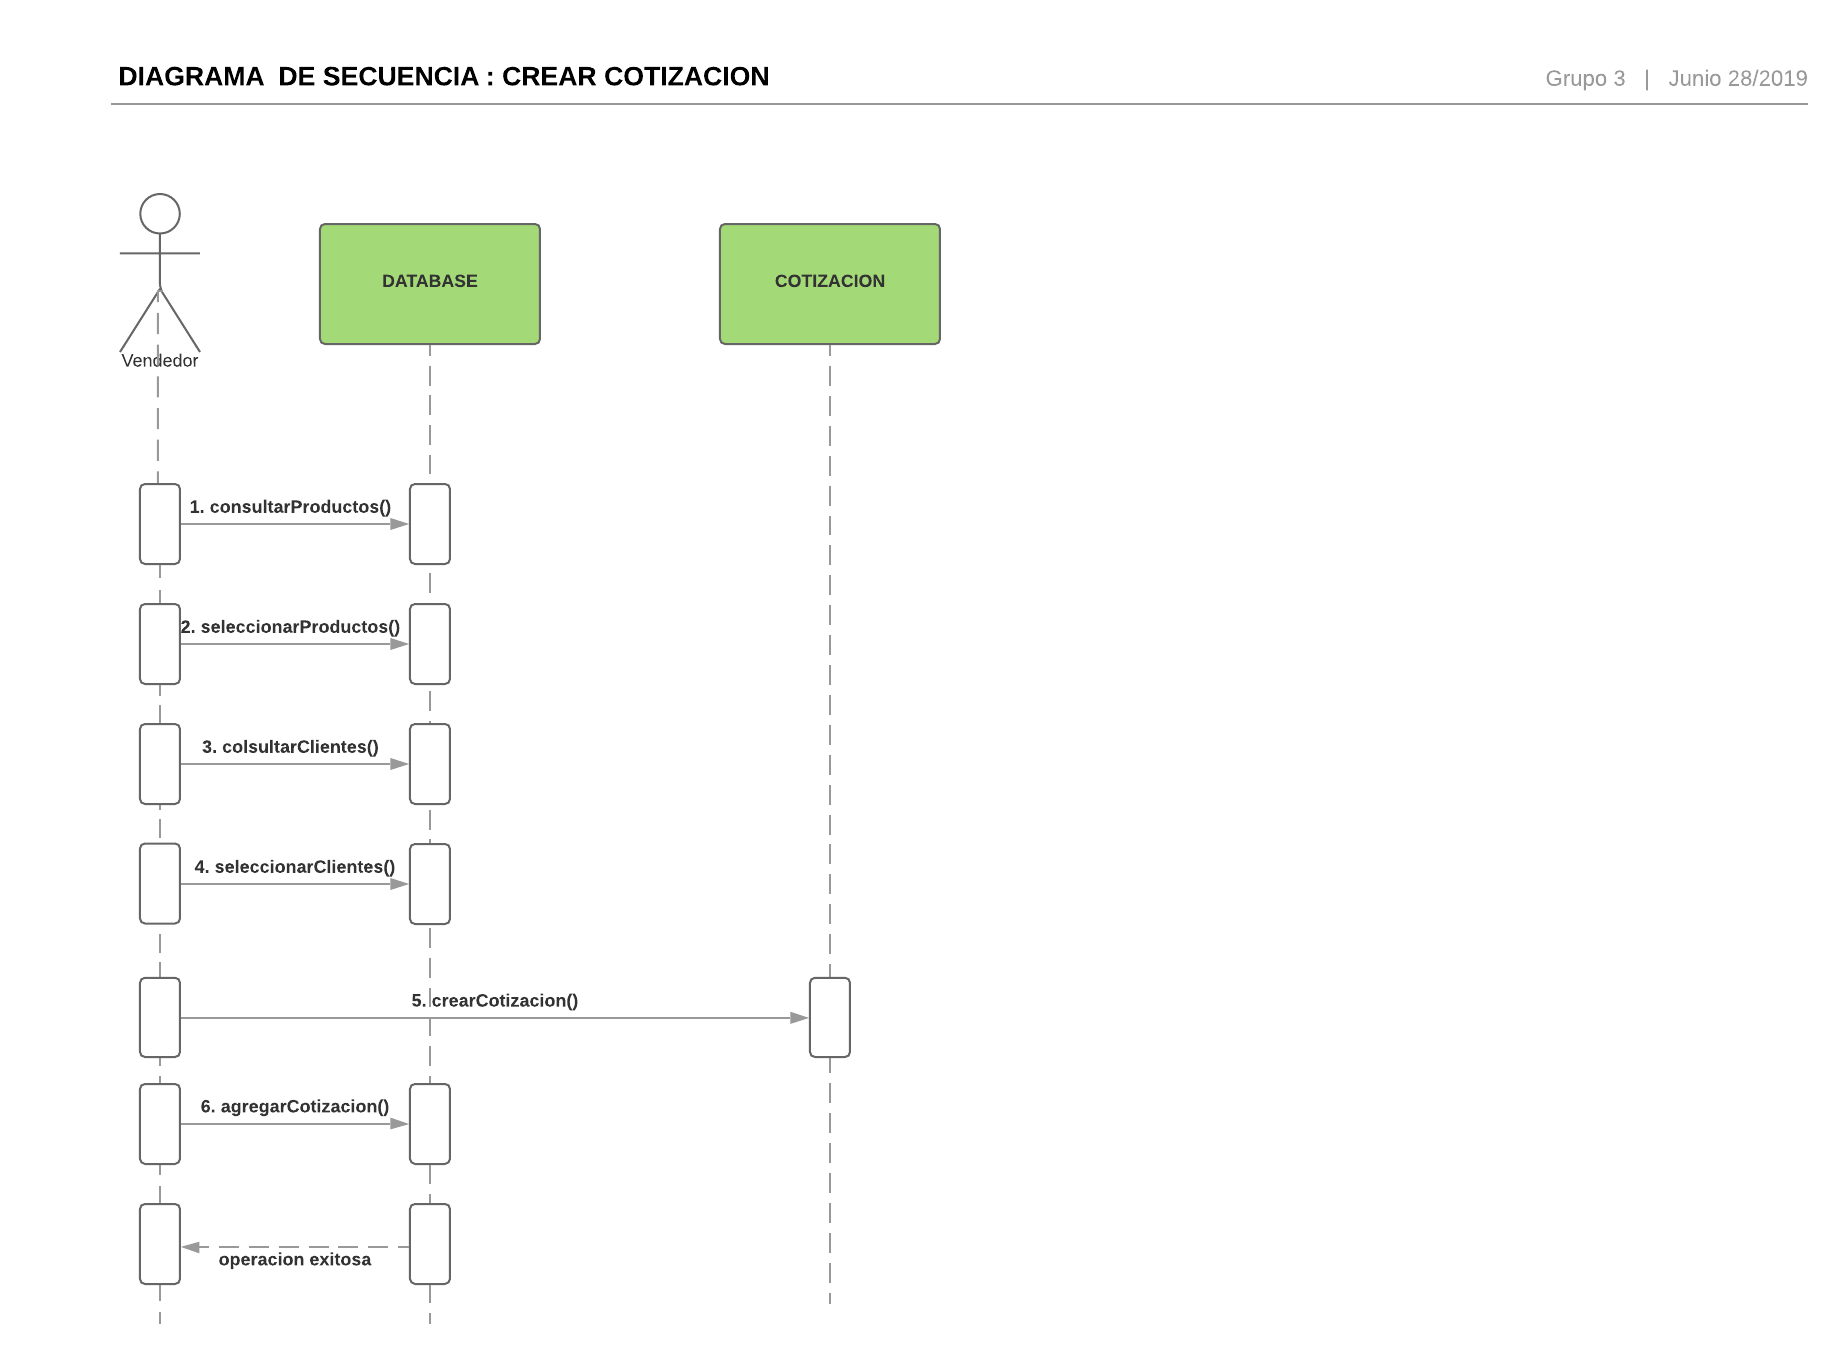 DIAGRAMA  DE SECUENCIA : CREAR COTIZACION
Grupo 3 | Junio 28/2019
DATABASE
COTIZACION
Vendedor
1. consultarProductos()
2. seleccionarProductos()
3. colsultarClientes()
4. seleccionarClientes()
5. crearCotizacion()
6. agregarCotizacion()
operacion exitosa